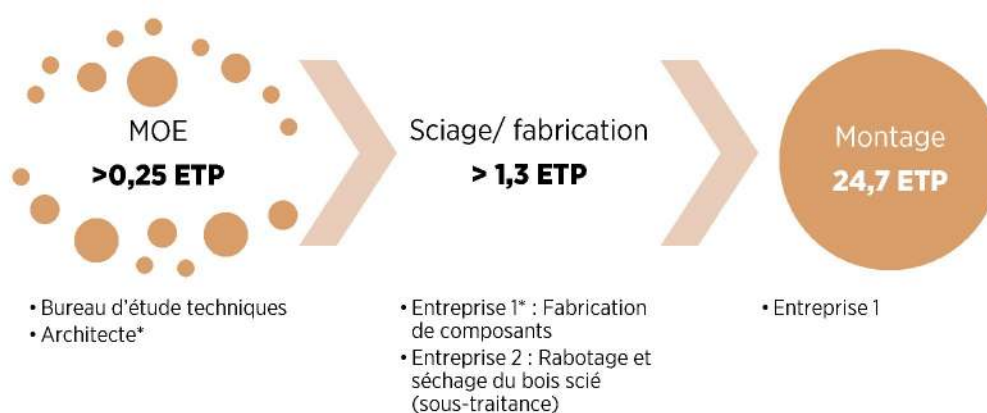 MOE
>0,25 ETP
Sciage/ fabrication
> 1,3 ETP
Montage
24,7 ETP
• Bureau d'étude techniques
• Architecte*
• Entreprise 1* : Fabrication
de composants
• Entreprise 2 : Rabotage et
séchage du bois scié
(sous-traitance)
• Entreprise 1